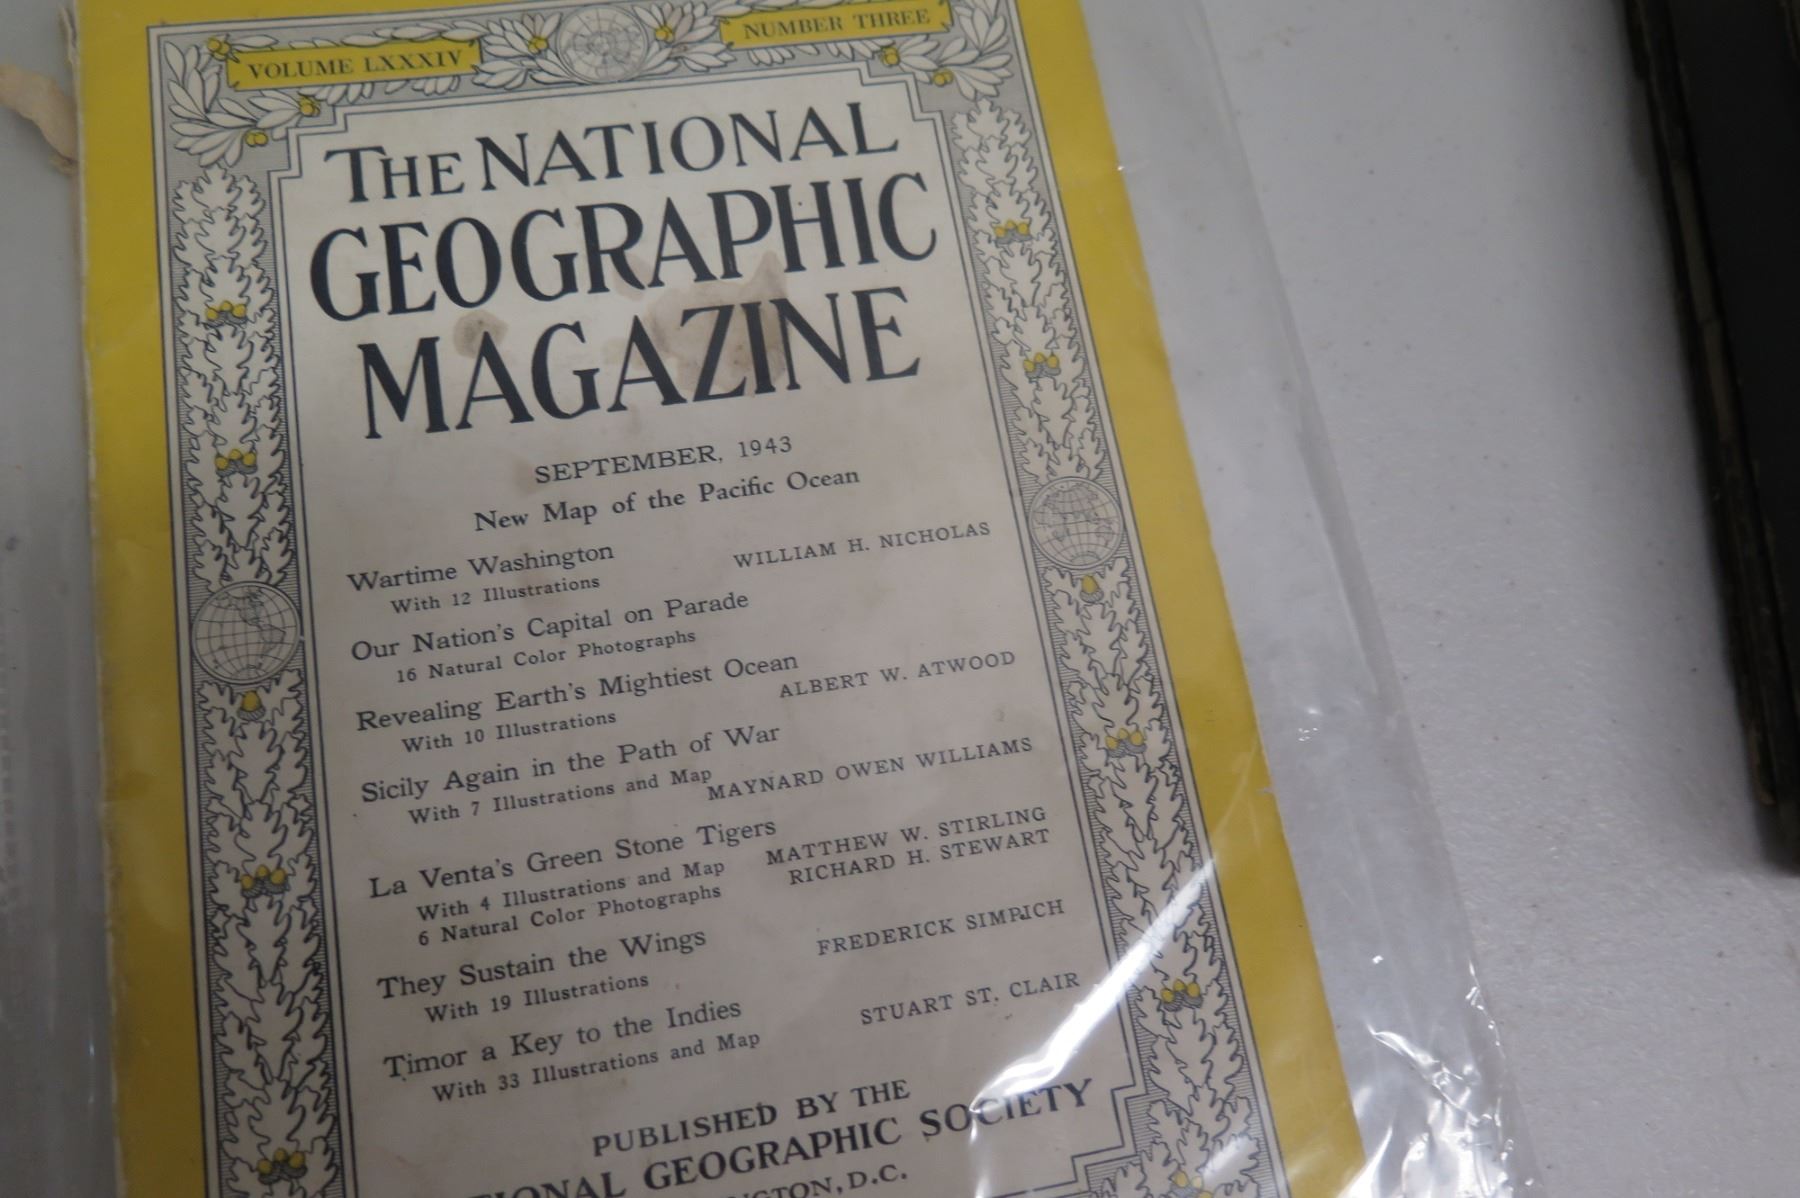 VOLUME LXXXIV
NUMBER THREE
THE NATIONAL
GEOGRAPHIC
MAGAZINE
SEPTEMBER, 1943
New Map of the Pacific Ocean
Wartime Washington
With 12 Illustrations
WILLIAM H. NICHOLAS
Our Nation's Capital on Parade
16 Natural Color Photographs
Revealing Earth's Mightiest Ocean
With 10 Illustrations
ALBERT W. ATWOOD
Sicily Again in the Path of War
With 7 Illustrations and Map
MAYNARD OWEN WILLIAMS
La Venta's Green Stone Tigers
With 4 Illustrations and Map
6 Natural Color Photographs
MATTHEW W. STIRLING
RICHARD H. STEWART
They Sustain the Wings
With 19 Illustrations
FREDERICK SIMPICH
Timor a Key to the Indies
With 33 Illustrations and Map
STUART ST. CLAIR
PUBLISHED BY THE
IONAL GEOGRAPHIC SOCIETY
GTON, D.C.